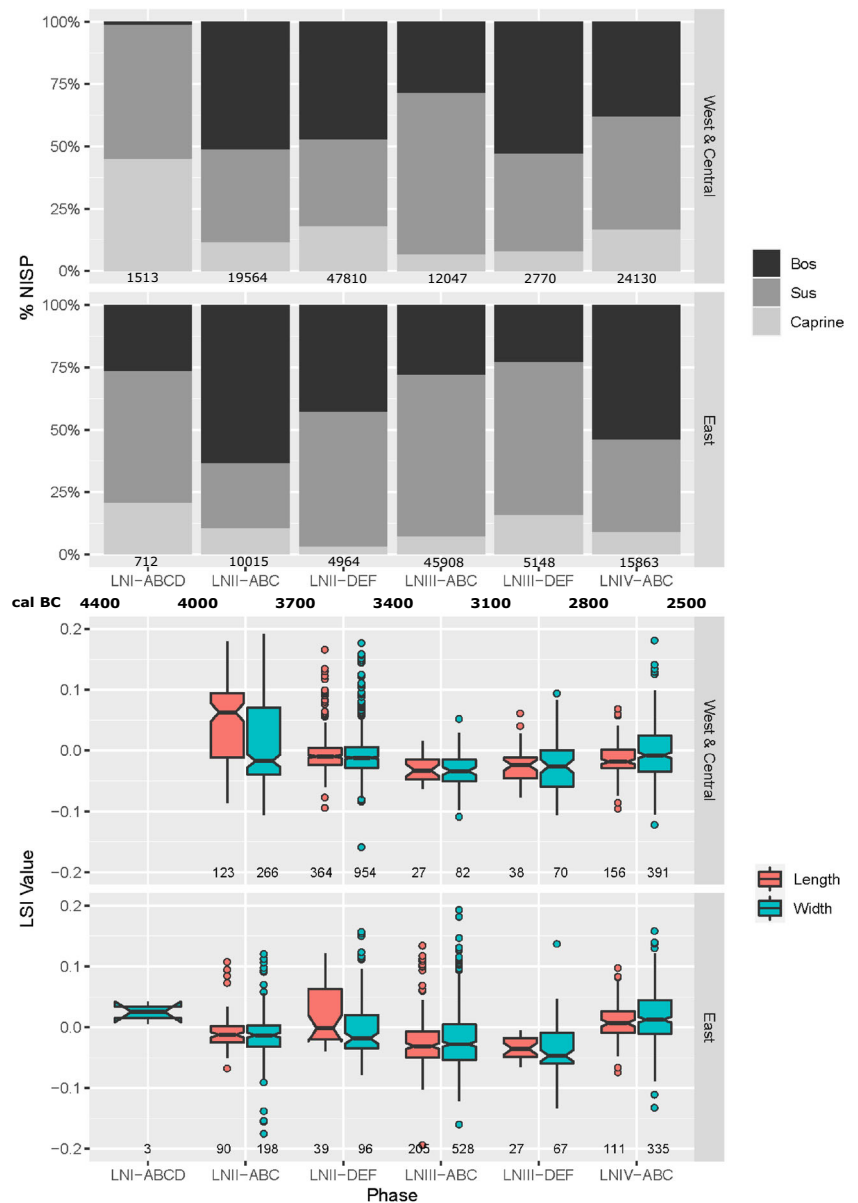 100%
75%
50%
25%
0%
1513 19564 47810 12047 2770 24130
West & Central
% NISP
Bos
Sus
Caprine
100%
75%
50%
25%
0%
712 10015 4964 45908 5148 15863
East
LNI-ABCD LNII-ABC LNII-DEF LNIII-ABC LNIII-DEF LNIV-ABC
cal BC 4400 4000 3700 3400 3100 2800 2500
0.2
0.1
0.0
−0.1
−0.2
123 266 364 954 27 82 38 70 156 391
West & Central
LSI Value
Length
Width
0.2
0.1
0.0
−0.1
−0.2
3 90 198 39 96 205 528 27 67 111 335
East
LNI-ABCD LNII-ABC LNII-DEF LNIII-ABC LNIII-DEF LNIV-ABC
Phase